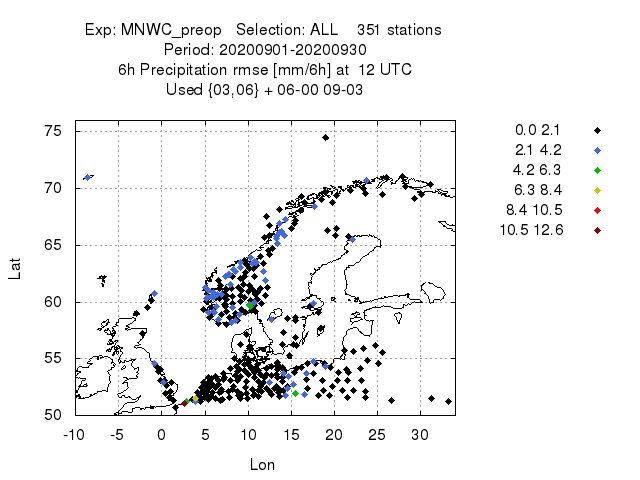 Exp: MNWC_preop   Selection: ALL    351 stations
Period: 20200901-20200930
6h Precipitation rmse [mm/6h] at  12 UTC
Used {03,06} + 06-00 09-03
75
70
65
60
55
50
-10 -5 0 5 10 15 20 25 30
Lat
Lon
0.0 2.1
2.1 4.2
4.2 6.3
6.3 8.4
8.4 10.5
10.5 12.6